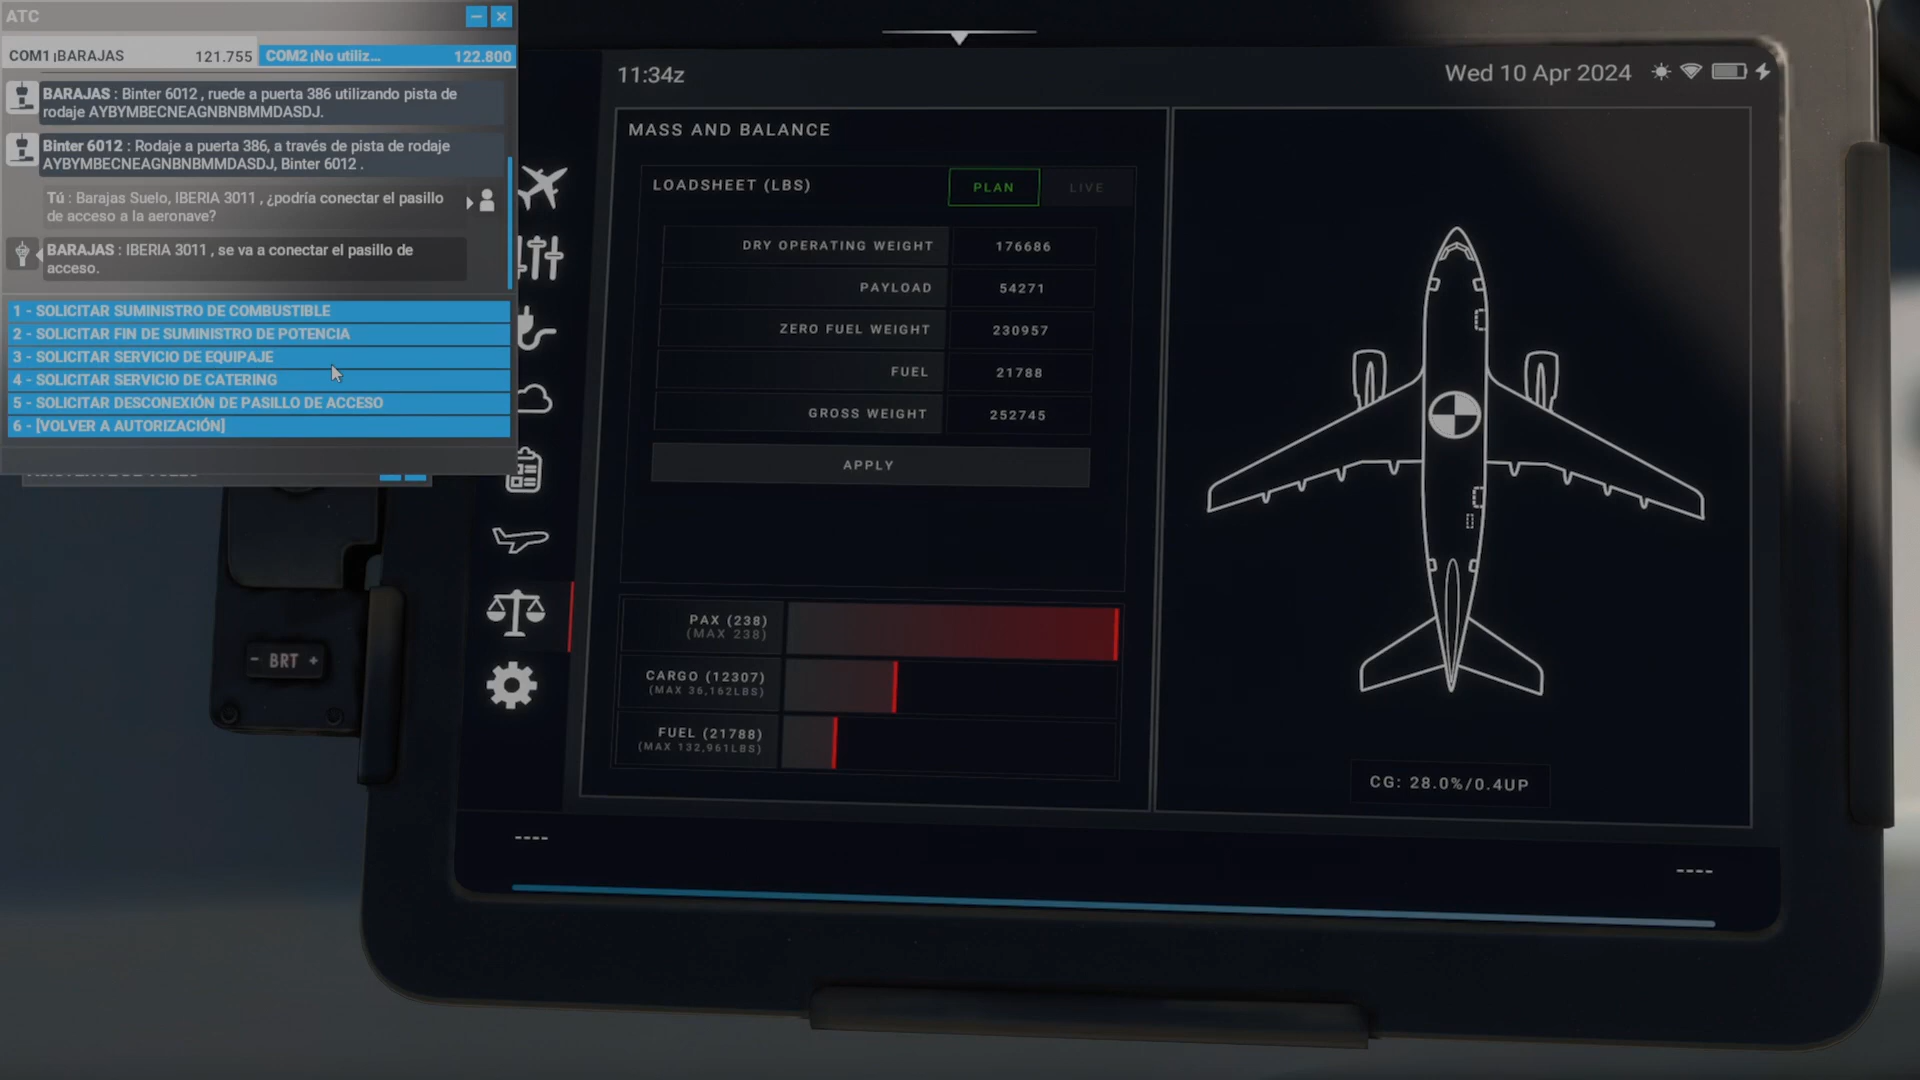 ATC
COM1 | BARAJAS 121.755
COM2 | No utiliz... 122.800
BARAJAS : Binter 6012 , ruede a puerta 386 utilizando pista de
rodaje AYBYMBECNEAGNBNBMMDASDJ.
Binter 6012 : Rodaje a puerta 386, a través de pista de rodaje
AYBYMBECNEAGNBNBMMDASDJ, Binter 6012 .
Tú : Barajas Suelo, IBERIA 3011 , ¿podría conectar el pasillo
de acceso a la aeronave?
BARAJAS : IBERIA 3011 , se va a conectar el pasillo de
acceso.
1 - SOLICITAR SUMINISTRO DE COMBUSTIBLE
2 - SOLICITAR FIN DE SUMINISTRO DE POTENCIA
3 - SOLICITAR SERVICIO DE EQUIPAJE
4 - SOLICITAR SERVICIO DE CATERING
5 - SOLICITAR DESCONEXIÓN DE PASILLO DE ACCESO
6 - [VOLVER A AUTORIZACIÓN]
- BRT +
11:34z
Wed 10 Apr 2024
MASS AND BALANCE
LOADSHEET (LBS)
PLAN
LIVE
DRY OPERATING WEIGHT 176686
PAYLOAD 54271
ZERO FUEL WEIGHT 230957
FUEL 21788
GROSS WEIGHT 252745
APPLY
PAX (238)
(MAX 238)
CARGO (12307)
(MAX 36,162LBS)
FUEL (21788)
(MAX 132,961LBS)
CG: 28.0%/0.4UP
----
----